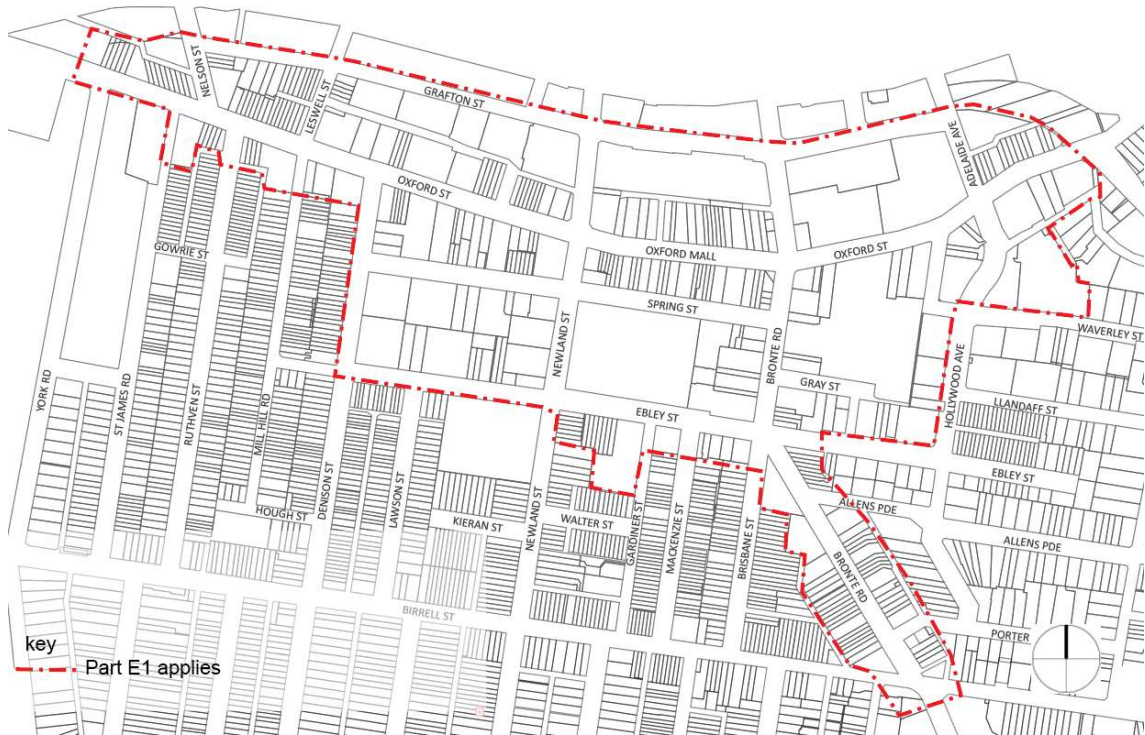 NELSON ST
LESWELL ST
GRAFTON ST
ADELAIDE AVE
OXFORD ST
OXFORD MALL
OXFORD ST
GOWRIE ST
SPRING ST
NEWLAND ST
BRONTE RD
WAVERLEY ST
HOLLYWOOD AVE
GRAY ST
LLANDAFF ST
YORK RD
ST JAMES RD
RUTHVEN ST
MILL HILL RD
EBLEY ST
EBLEY ST
DENISON ST
LAWSON ST
HOUGH ST
KIERAN ST
NEWLAND ST
WALTER ST
GARDINER ST
MACKENZIE ST
BRISBANE ST
ALLENS PDE
ALLENS PDE
BRONTE RD
BIRRELL ST
PORTER
key
Part E1 applies